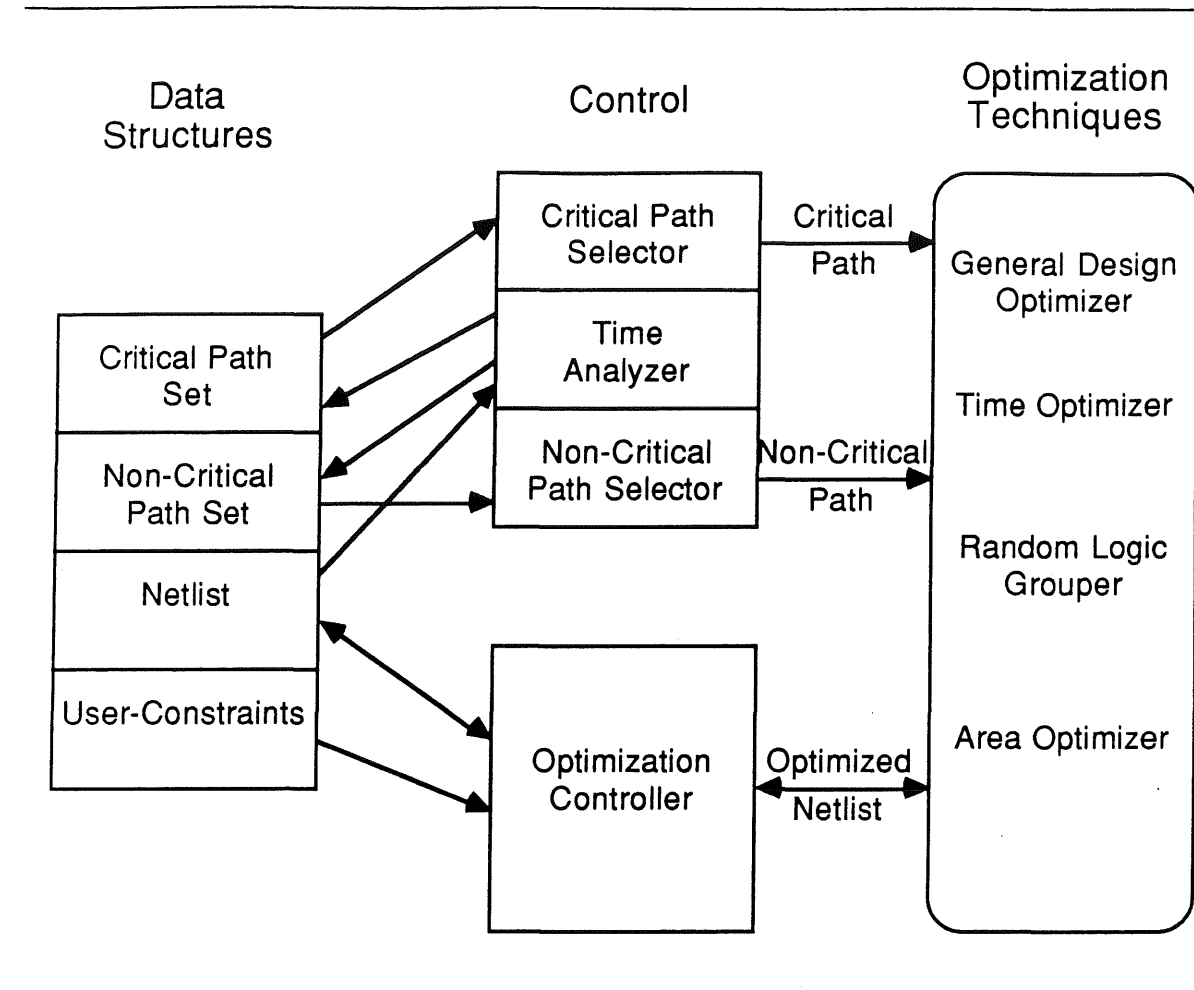 Data
Structures
Control
Optimization
Techniques
Critical Path
Set
Non-Critical
Path Set
Netlist
User-Constraints
Critical Path
Selector
Time
Analyzer
Non-Critical
Path Selector
Optimization
Controller
Critical
Path
Non-Critical
Path
Optimized
Netlist
General Design
Optimizer
Time Optimizer
Random Logic
Grouper
Area Optimizer